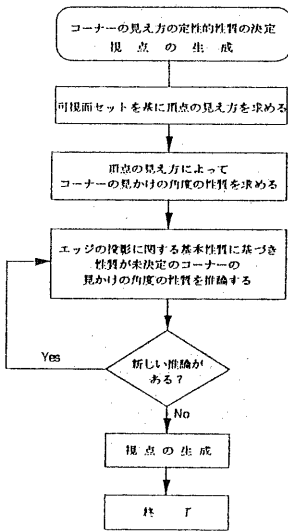 コーナーの見え方の定性的性質の決定
視点の生成
可視面セットを基に頂点の見え方を求める
頂点の見え方によって
コーナーの見かけの角度の性質を求める
エッジの投影に関する基本性質に基づき
性質が未決定のコーナーの
見かけの角度の性質を推論する
Yes
新しい推論が
ある?
No
視点の生成
終了